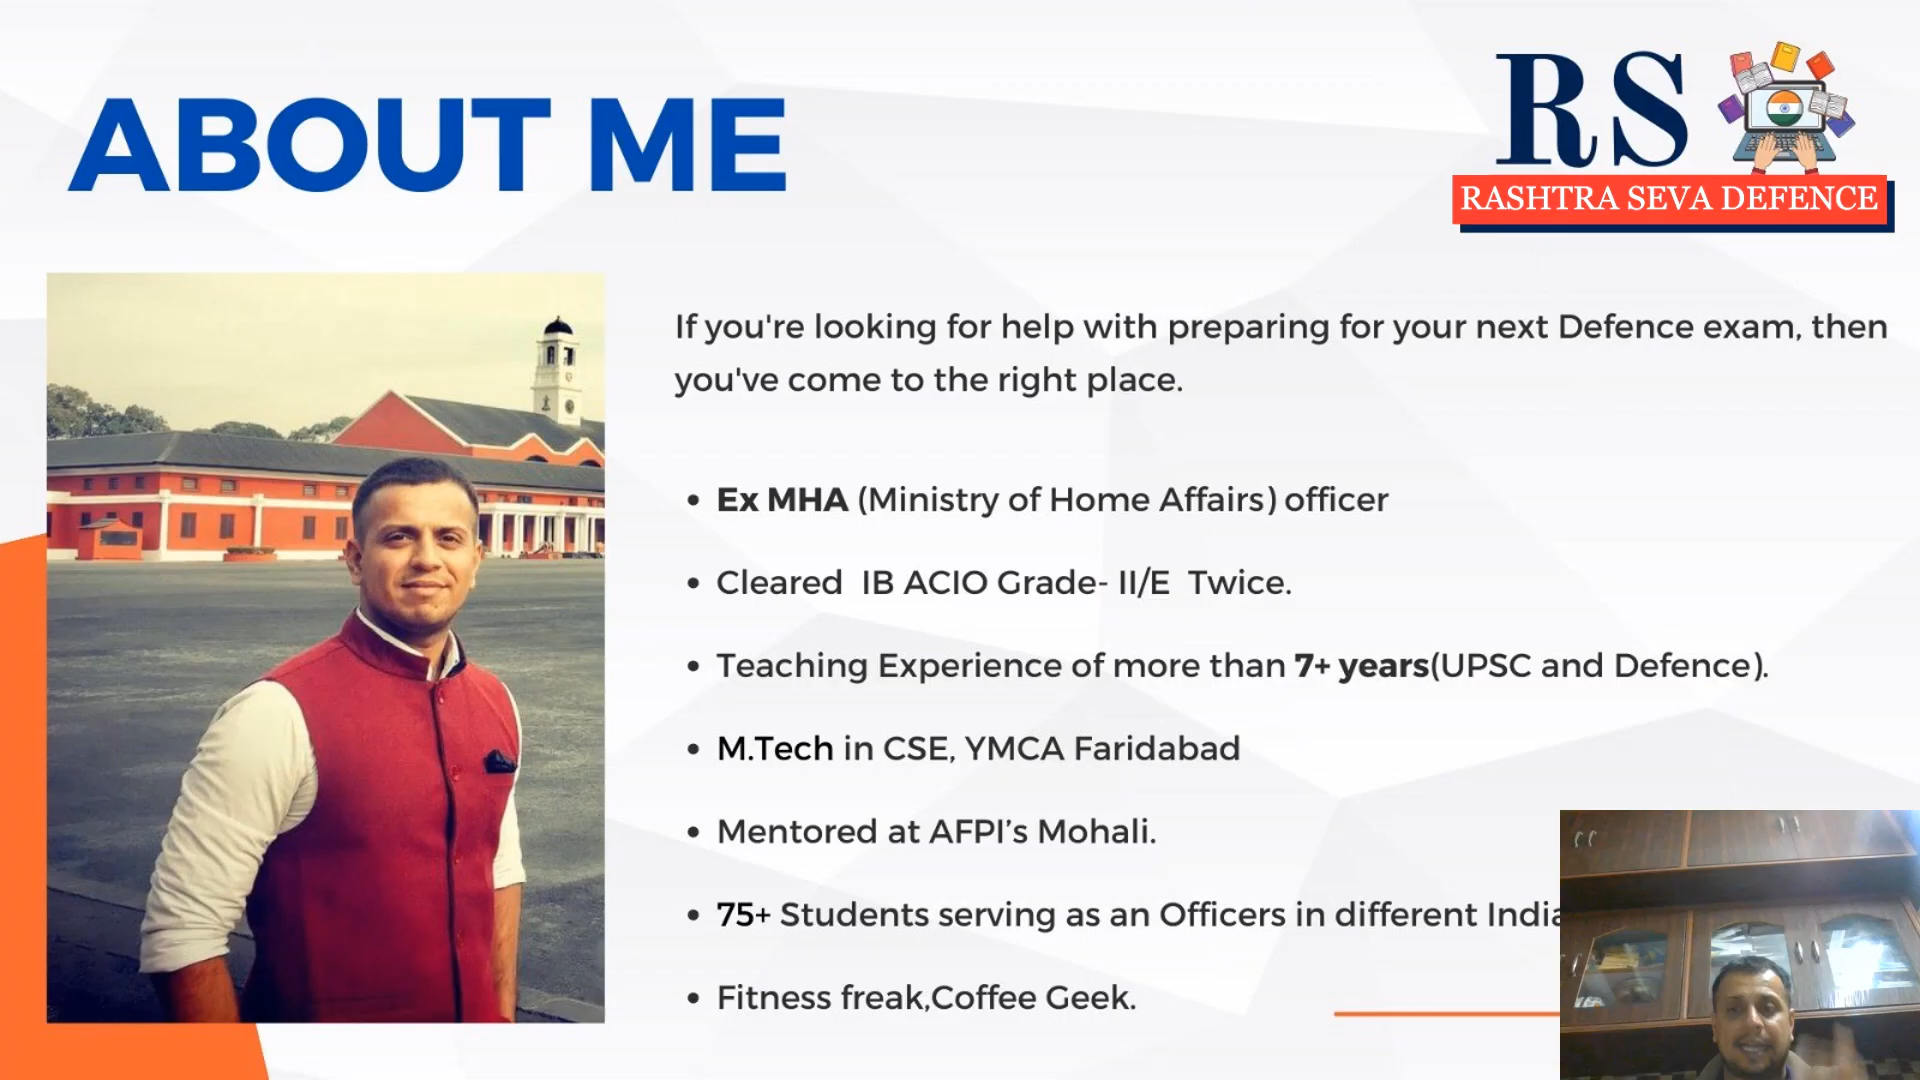 ABOUT ME
RS
RASHTRA SEVA DEFENCE
If you're looking for help with preparing for your next Defence exam, then
you've come to the right place.
• Ex MHA (Ministry of Home Affairs) officer
• Cleared IB ACIO Grade- II/E Twice.
• Teaching Experience of more than 7+ years(UPSC and Defence).
• M.Tech in CSE, YMCA Faridabad
• Mentored at AFPI’s Mohali.
• 75+ Students serving as an Officers in different
• Fitness freak,Coffee Geek.